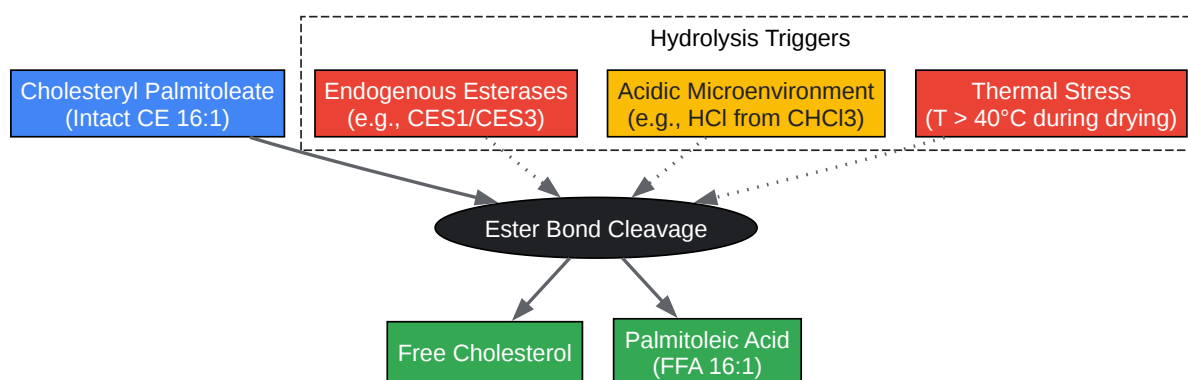 Hydrolysis Triggers
Cholesteryl Palmitoleate
(Intact CE 16:1)
Endogenous Esterases
(e.g., CES1/CES3)
Acidic Microenvironment
(e.g., HCl from CHCl3)
Thermal Stress
(T > 40°C during drying)
Ester Bond Cleavage
Free Cholesterol
Palmitoleic Acid
(FFA 16:1)